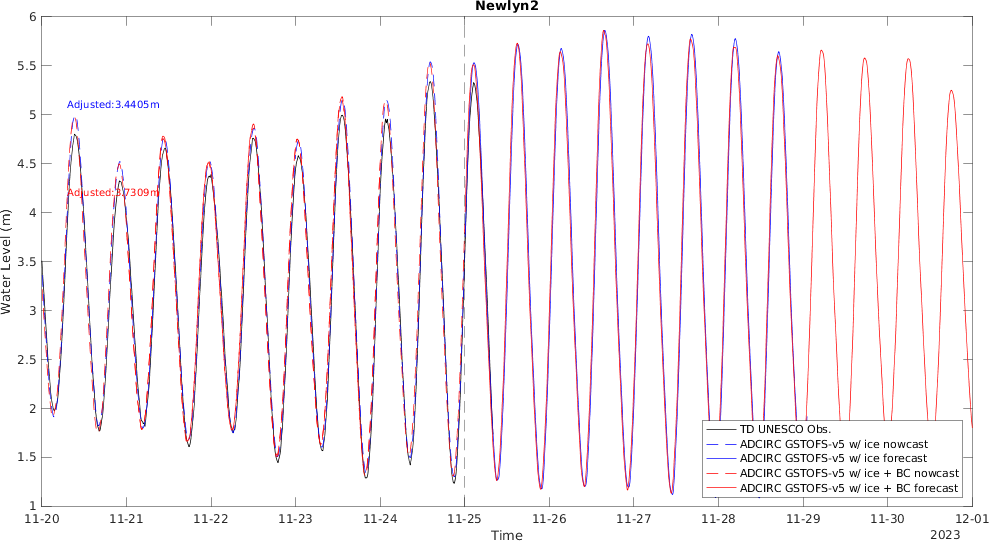 Newlyn2
6
5.5
5
4.5
4
3.5
3
2.5
2
1.5
1
Water Level (m)
Adjusted:3.4405m
Adjusted:3.7309m
TD UNESCO Obs.
ADCIRC GSTOFS-v5 w/ ice nowcast
ADCIRC GSTOFS-v5 w/ ice forecast
ADCIRC GSTOFS-v5 w/ ice + BC nowcast
ADCIRC GSTOFS-v5 w/ ice + BC forecast
11-20 11-21 11-22 11-23 11-24 11-25 11-26 11-27 11-28 11-29 11-30 12-01
Time
2023